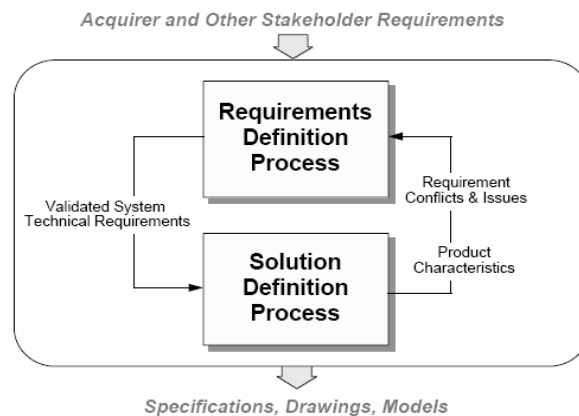 Acquirer and Other Stakeholder Requirements
Requirements
Definition
Process
Validated System
Technical Requirements
Requirement
Conflicts & Issues
Product
Characteristics
Solution
Definition
Process
Specifications, Drawings, Models